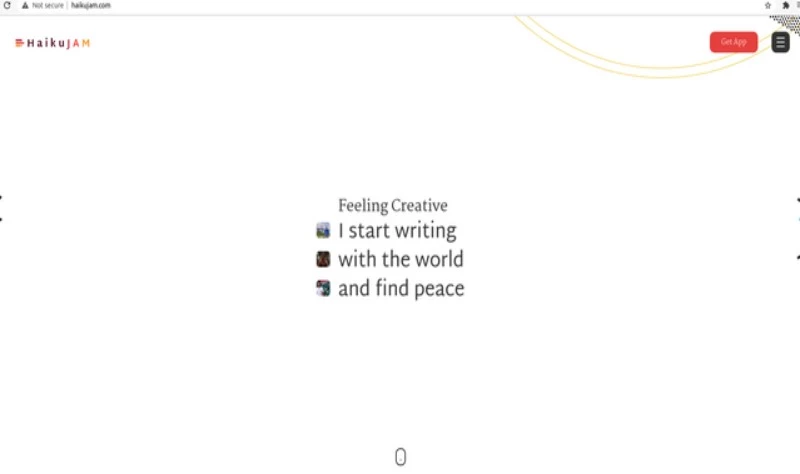 Not secure | haikujam.com
HaikuJAM
Get App
Feeling Creative
I start writing
with the world
and find peace